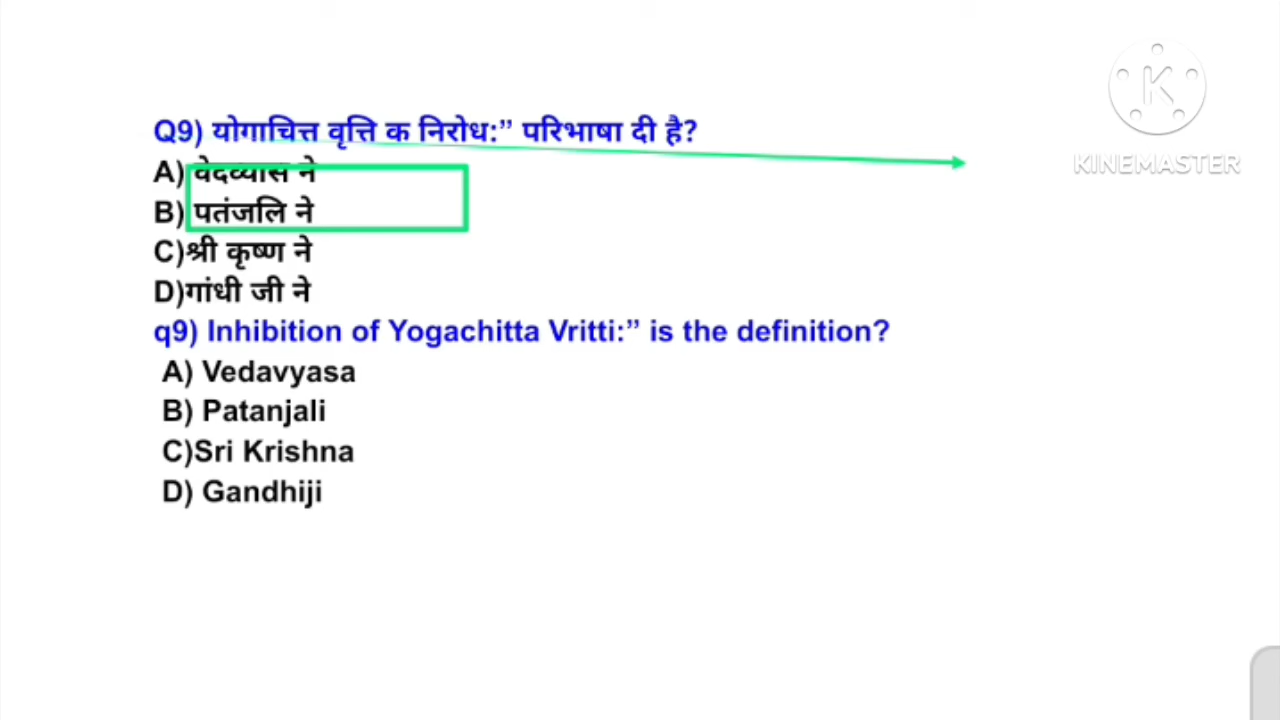 Q9) योगाचित्त वृत्ति क निरोध:” परिभाषा दी है?
A) वेदव्यास ने
B) पतंजलि ने
C)श्री कृष्ण ने
D)गांधी जी ने
q9) Inhibition of Yogachitta Vritti:” is the definition?
A) Vedavyasa
B) Patanjali
C)Sri Krishna
D) Gandhiji
KINEMASTER